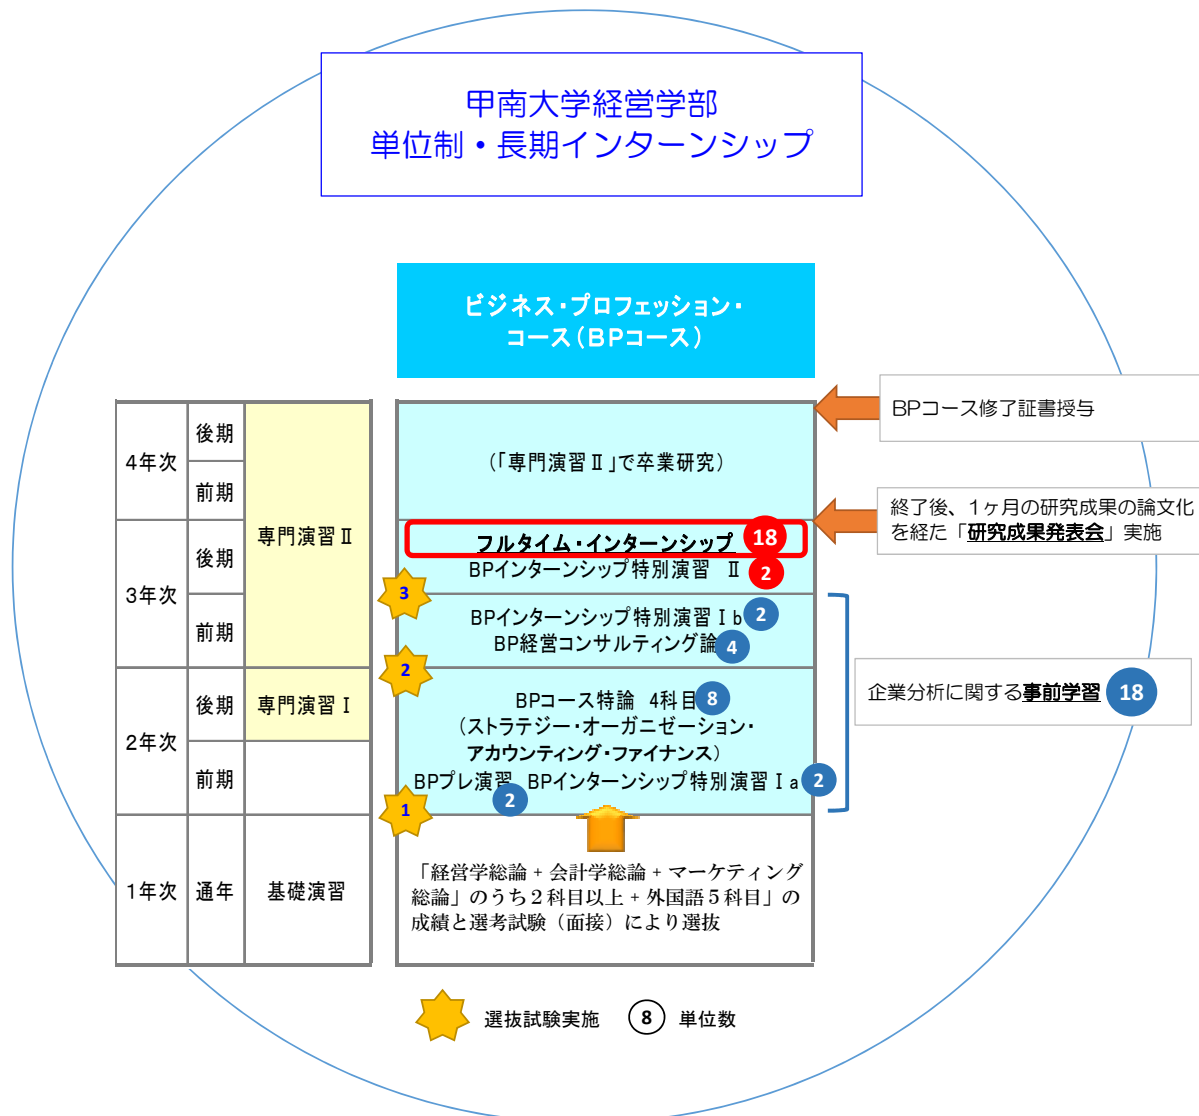 甲南大学経営学部
単位制・長期インターンシップ
ビジネス・プロフェッション・
コース(BPコース)
BPコース修了証書授与
4年次
後期
前期
(「専門演習Ⅱ」で卒業研究)
終了後、1ヶ月の研究成果の論文化
を経た「研究成果発表会」実施
専門演習Ⅱ
3年次
後期
フルタイム・インターンシップ 18
BPインターンシップ特別演習 Ⅱ 2
3
前期
BPインターンシップ特別演習Ⅰb 2
BP経営コンサルティング論 4
2
企業分析に関する事前学習 18
2年次
後期
専門演習Ⅰ
BPコース特論 4科目 8
(ストラテジー・オーガニゼーション・
アカウンティング・ファイナンス)
前期
BPプレ演習 2 BPインターンシップ特別演習Ⅰa 2
1
1年次
通年
基礎演習
「経営学総論 + 会計学総論 + マーケティング
総論」のうち2科目以上 + 外国語5科目」の
成績と選考試験(面接)により選抜
選抜試験実施
8 単位数